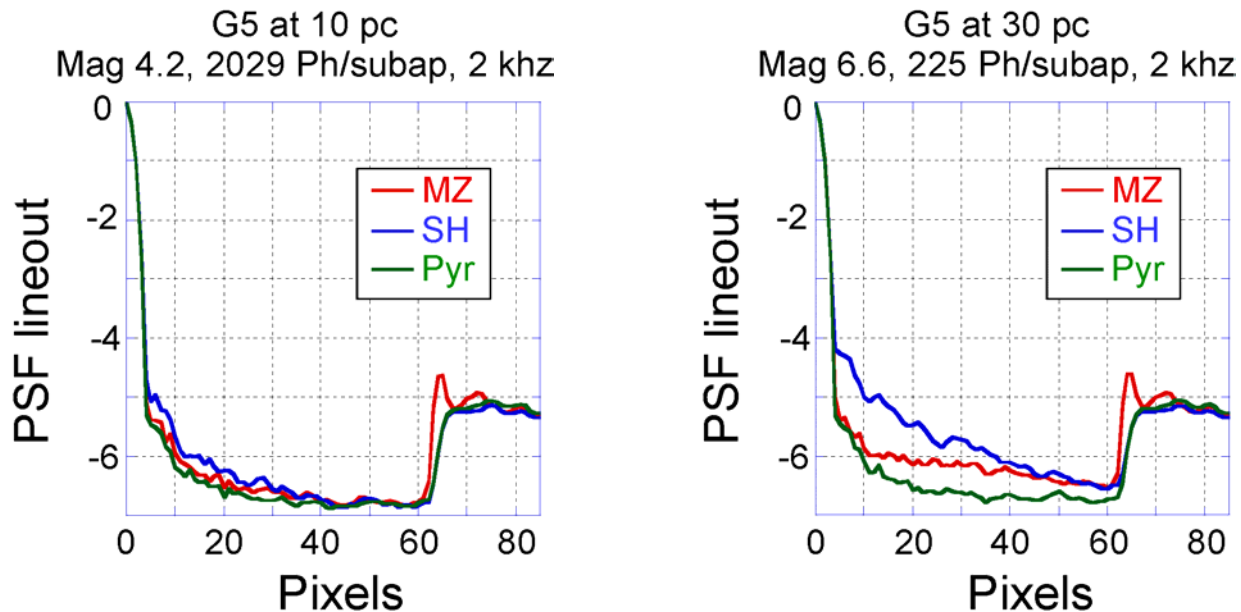 G5 at 10 pc
Mag 4.2, 2029 Ph/subap, 2 khz
0
-2
-4
-6
PSF lineout
MZ
SH
Pyr
0 20 40 60 80
Pixels
G5 at 30 pc
Mag 6.6, 225 Ph/subap, 2 khz
0
-2
-4
-6
PSF lineout
MZ
SH
Pyr
0 20 40 60 80
Pixels